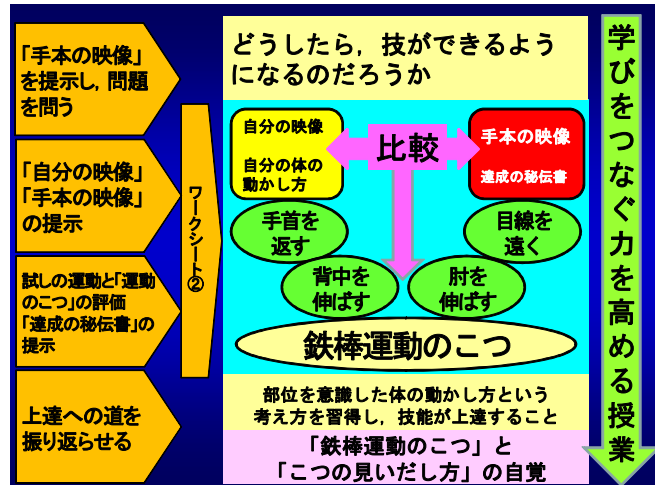 「手本の映像」
を提示し，問題
を問う
「自分の映像」
「手本の映像」
の提示
試しの運動と「運動
のこつ」の評価
「達成の秘伝書」の
提示
上達への道を
振り返らせる
ワークシート②
どうしたら，技ができるよう
になるのだろうか
自分の映像
自分の体の
動かし方
比較
手本の映像
達成の秘伝書
手首を
返す
目線を
遠く
背中を
伸ばす
肘を
伸ばす
鉄棒運動のこつ
部位を意識した体の動かし方という
考え方を習得し，技能が上達すること
「鉄棒運動のこつ」と
「こつの見いだし方」の自覚
学びをつなぐ力を高める授業